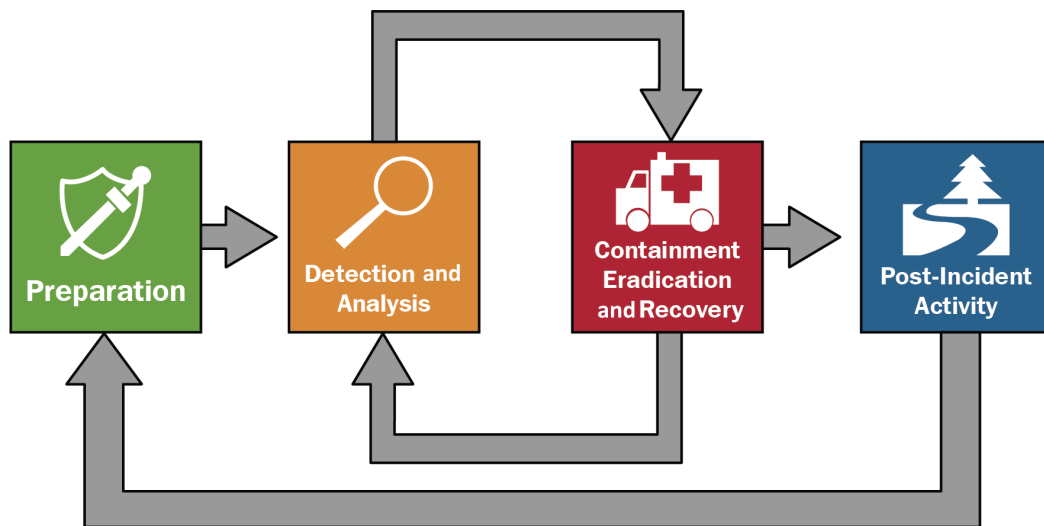 Preparation
Detection and
Analysis
Containment
Eradication
and Recovery
Post-Incident
Activity